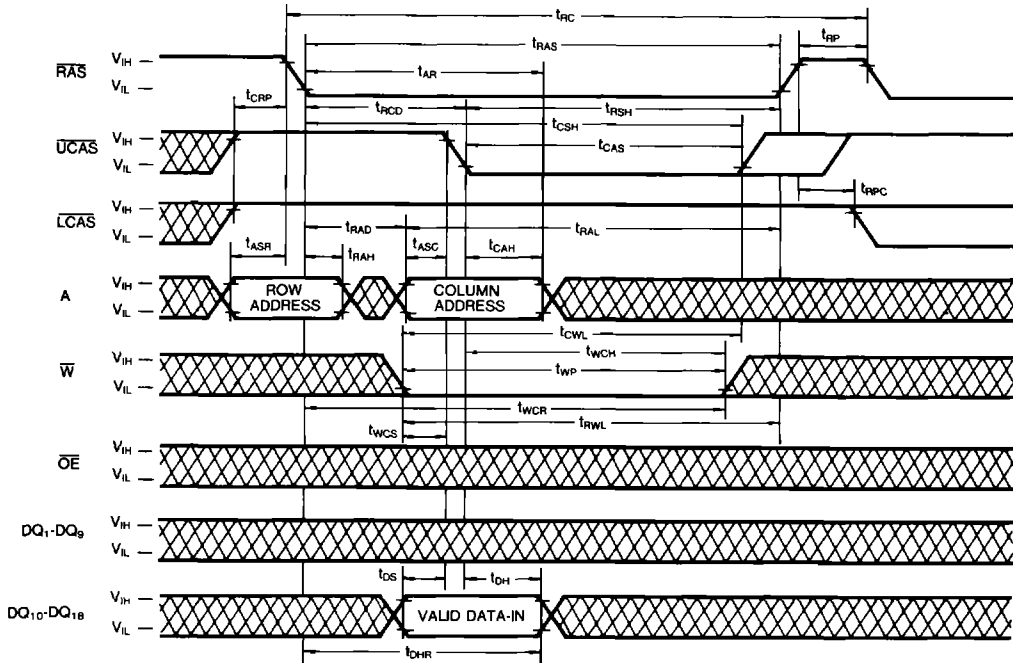 tRC
tRAS
tRP
RAS
VIH
VIL
tAR
tCRP
tRCD
tRSH
tCSH
UCAS
VIH
VIL
tCAS
tRPC
LCAS
VIH
VIL
tRAD
tRAL
tASR
tRAH
tASC
tCAH
A
VIH
VIL
ROW
ADDRESS
COLUMN
ADDRESS
tCWL
tWCH
W
VIH
VIL
tWP
tWCR
tRWL
tWCS
OE
VIH
VIL
DQ1-DQ9
VIH
VIL
tDS
tDH
DQ10-DQ18
VIH
VIL
VALID DATA-IN
tDHR